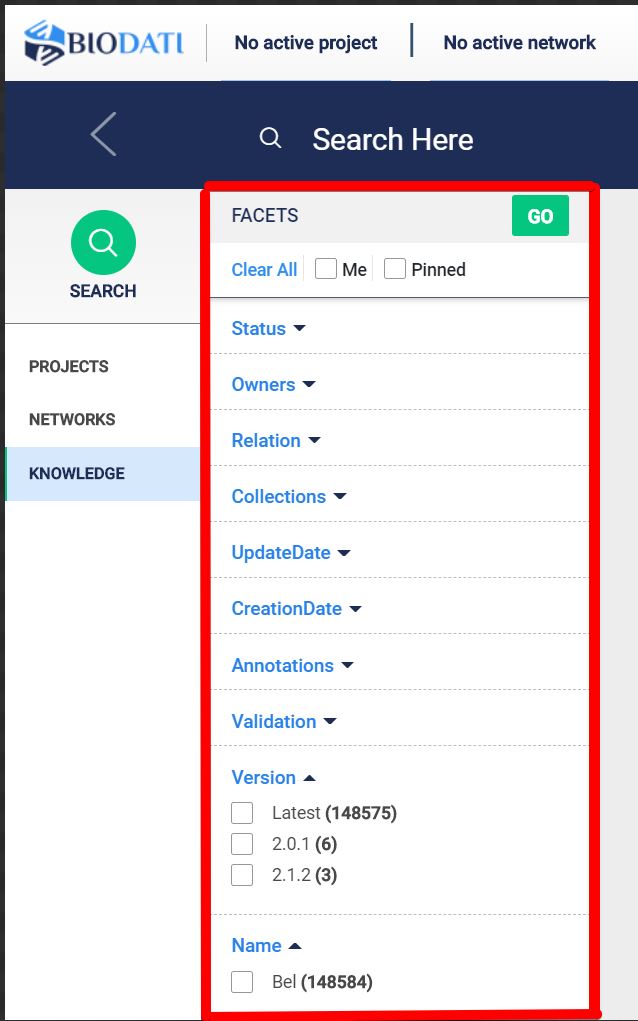 BIODATI
No active project
No active network
Search Here
SEARCH
PROJECTS
NETWORKS
KNOWLEDGE
FACETS
GO
Clear All
Me
Pinned
Status
Owners
Relation
Collections
UpdateDate
CreationDate
Annotations
Validation
Version
Latest (148575)
2.0.1 (6)
2.1.2 (3)
Name
Bel (148584)